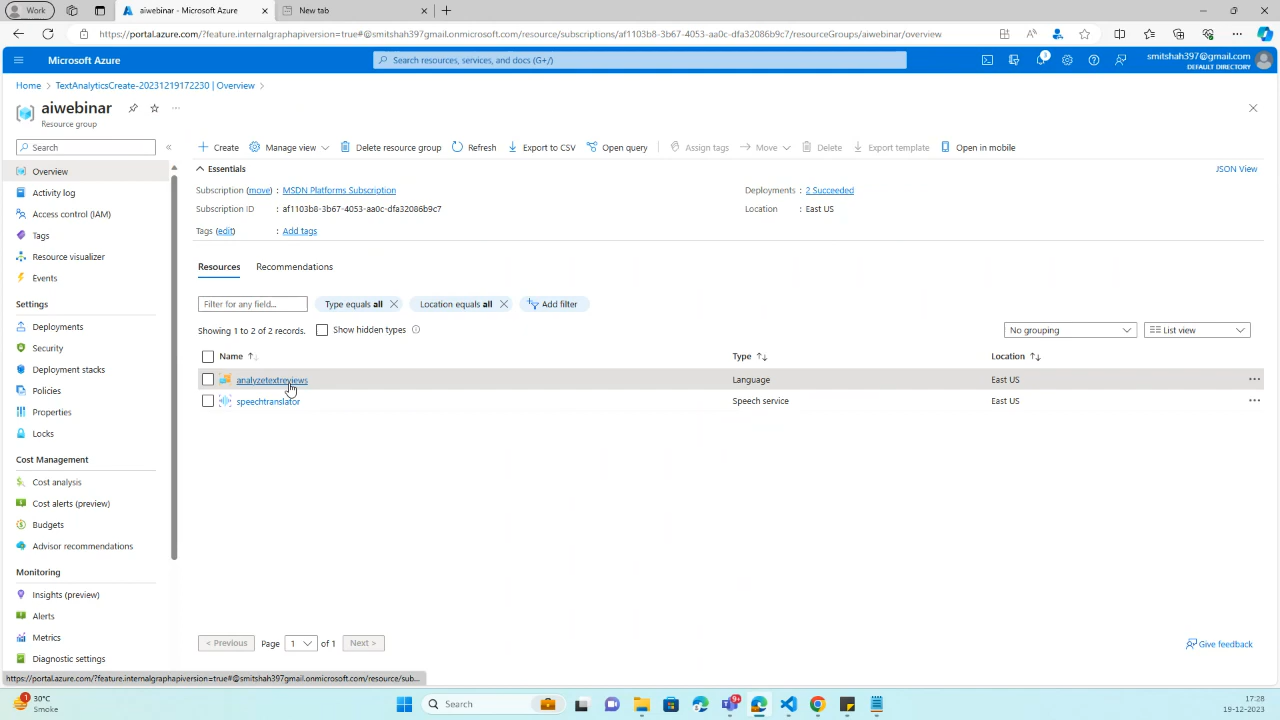 Work
aiwebinar - Microsoft Azure
New tab
https://portal.azure.com/?feature.internalgraphapiversion=true#@smitshah397gmail.onmicrosoft.com/resource/subscriptions/af1103b8-3b67-4053-aa0c-dfa32086b9c7/resourceGroups/aiwebinar/overview
Microsoft Azure
Search resources, services, and docs (G+/)
1
smitshah397@gmail.com
DEFAULT DIRECTORY
Home > TextAnalyticsCreate-20231219172230 | Overview >
aiwebinar
Resource group
Search
Create
Manage view
Delete resource group
Refresh
Export to CSV
Open query
Assign tags
Move
Delete
Export template
Open in mobile
Overview
Activity log
Access control (IAM)
Tags
Resource visualizer
Events
Settings
Deployments
Security
Deployment stacks
Policies
Properties
Locks
Cost Management
Cost analysis
Cost alerts (preview)
Budgets
Advisor recommendations
Monitoring
Insights (preview)
Alerts
Metrics
Diagnostic settings
Essentials
JSON View
Subscription (move) : MSDN Platforms Subscription
Deployments : 2 Succeeded
Subscription ID : af1103b8-3b67-4053-aa0c-dfa32086b9c7
Location : East US
Tags (edit) : Add tags
Resources
Recommendations
Filter for any field...
Type equals all
Location equals all
Add filter
Showing 1 to 2 of 2 records.
Show hidden types
No grouping
List view
Name
Type
Location
analyzetextreviews
Language
East US
speechtranslator
Speech service
East US
< Previous
Page 1 of 1
Next >
Give feedback
https://portal.azure.com/?feature.internalgraphapiversion=true#@smitshah397gmail.onmicrosoft.com/resource/sub...
1
30°C
Smoke
Search
9+
17:28
19-12-2023